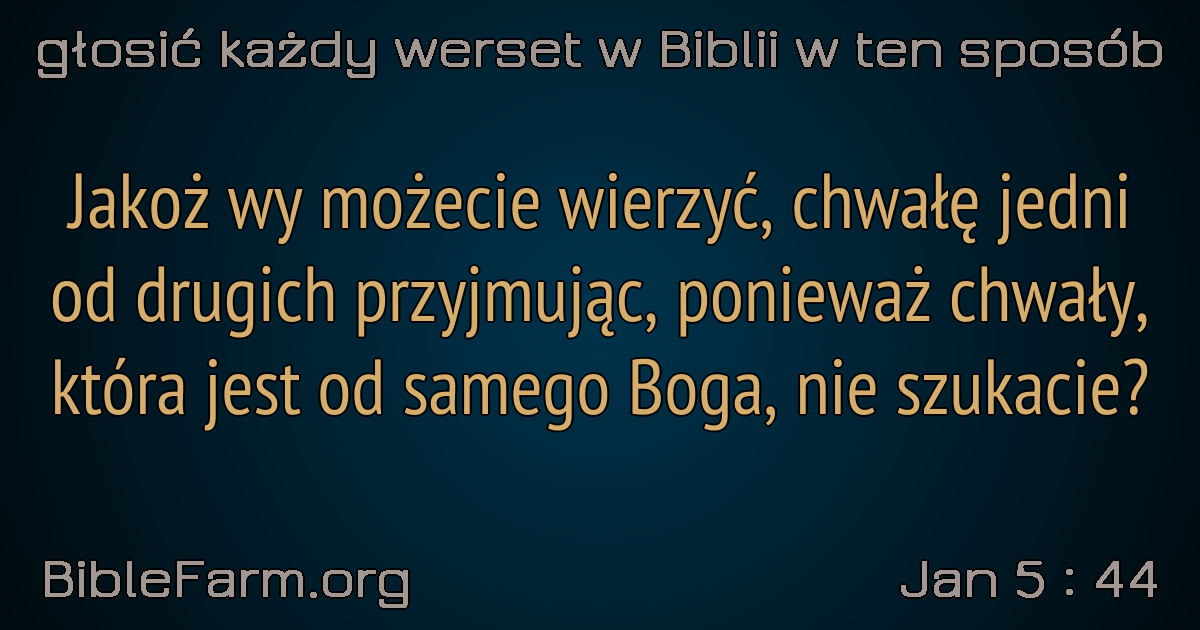 głosić każdy werset w Biblii w ten sposób
Jakoż wy możecie wierzyć, chwałę jedni
od drugich przyjmując, ponieważ chwały,
która jest od samego Boga, nie szukacie?
BibleFarm.org
Jan 5 : 44